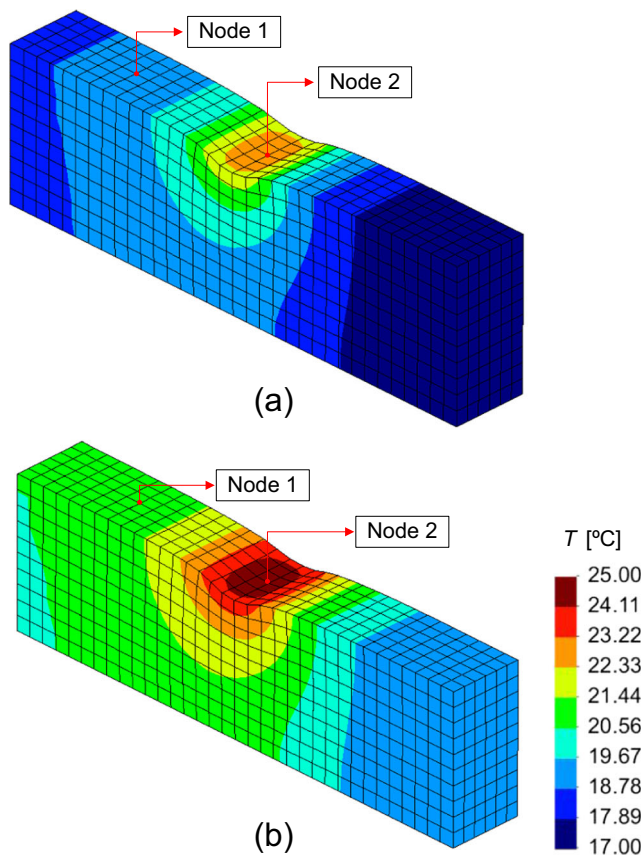 Node 1
Node 2
(a)
Node 1
Node 2
T [ºC]
25.00
24.11
23.22
22.33
21.44
20.56
19.67
18.78
17.89
17.00
(b)